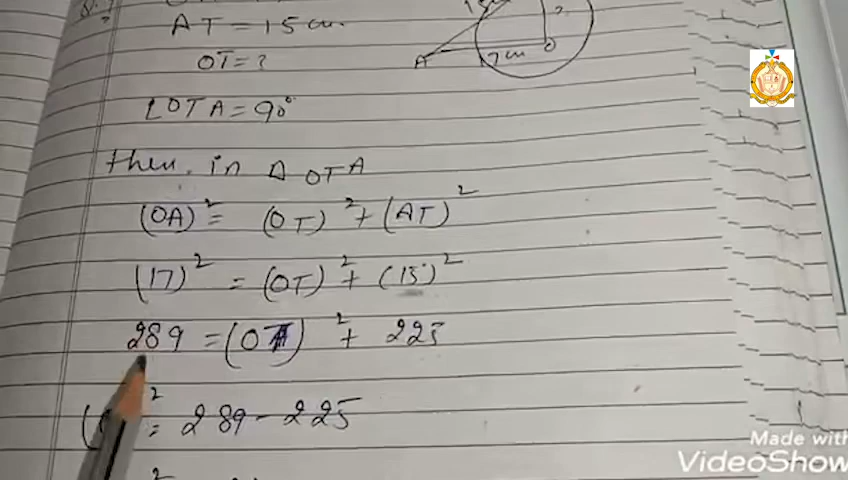 AT = 15 cm.
OT = ?
17 cm
A
O
∠OTA = 90°
then, in Δ OTA
(OA)² = (OT)² + (AT)²
(17)² = (OT)² + (15)²
289 = (OT)² + 225
² = 289 - 225
Made with
VideoShow